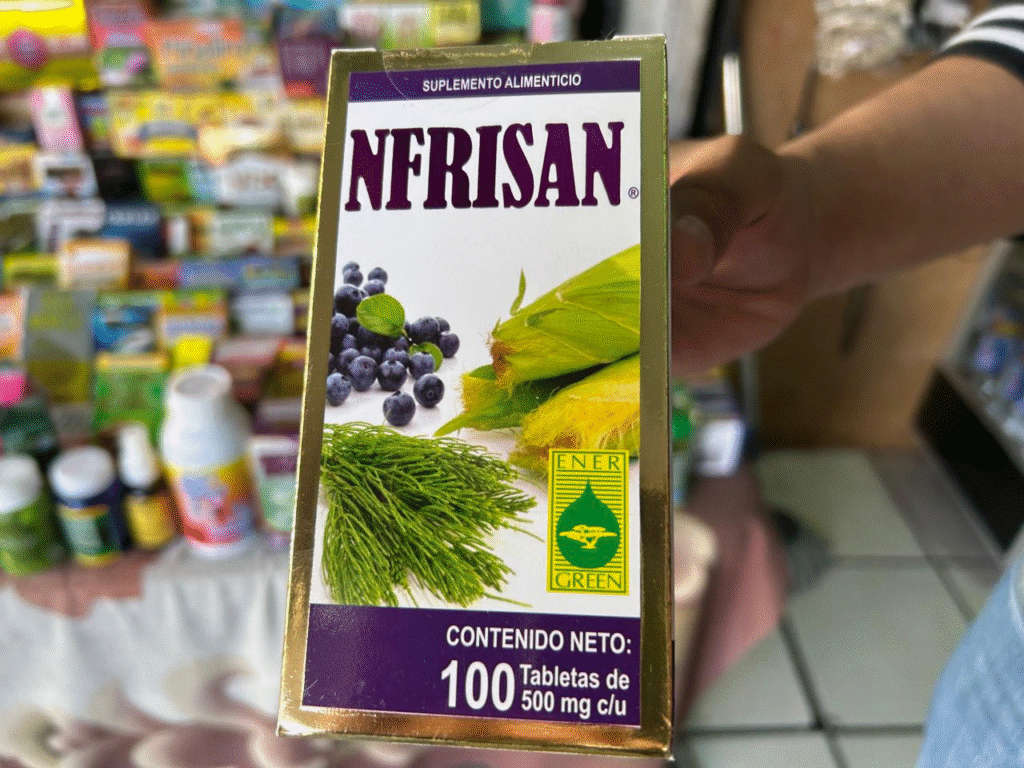 SUPLEMENTO ALIMENTICIO
NFRISAN®
ENER
GREEN
CONTENIDO NETO:
100 Tabletas de
500 mg c/u